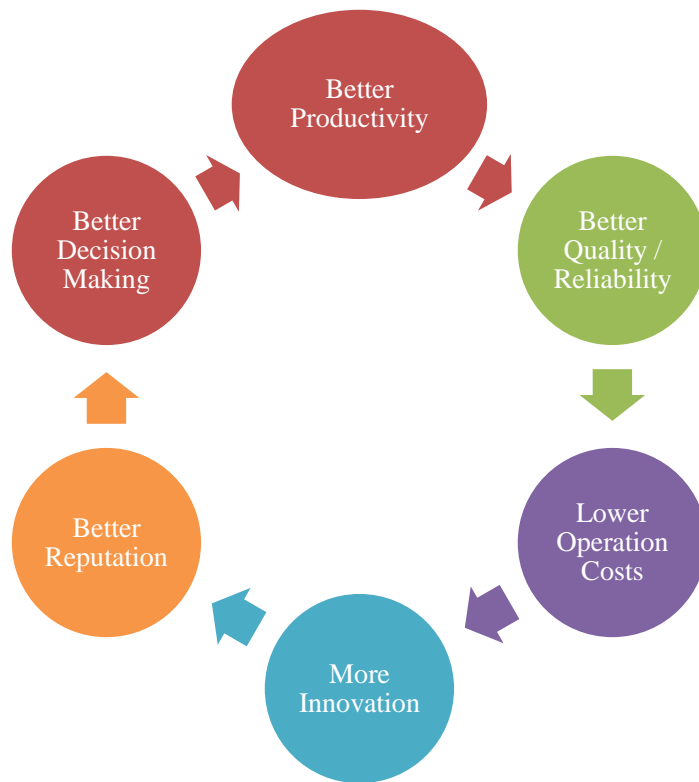 Better
Productivity
Better
Quality /
Reliability
Lower
Operation
Costs
More
Innovation
Better
Reputation
Better
Decision
Making